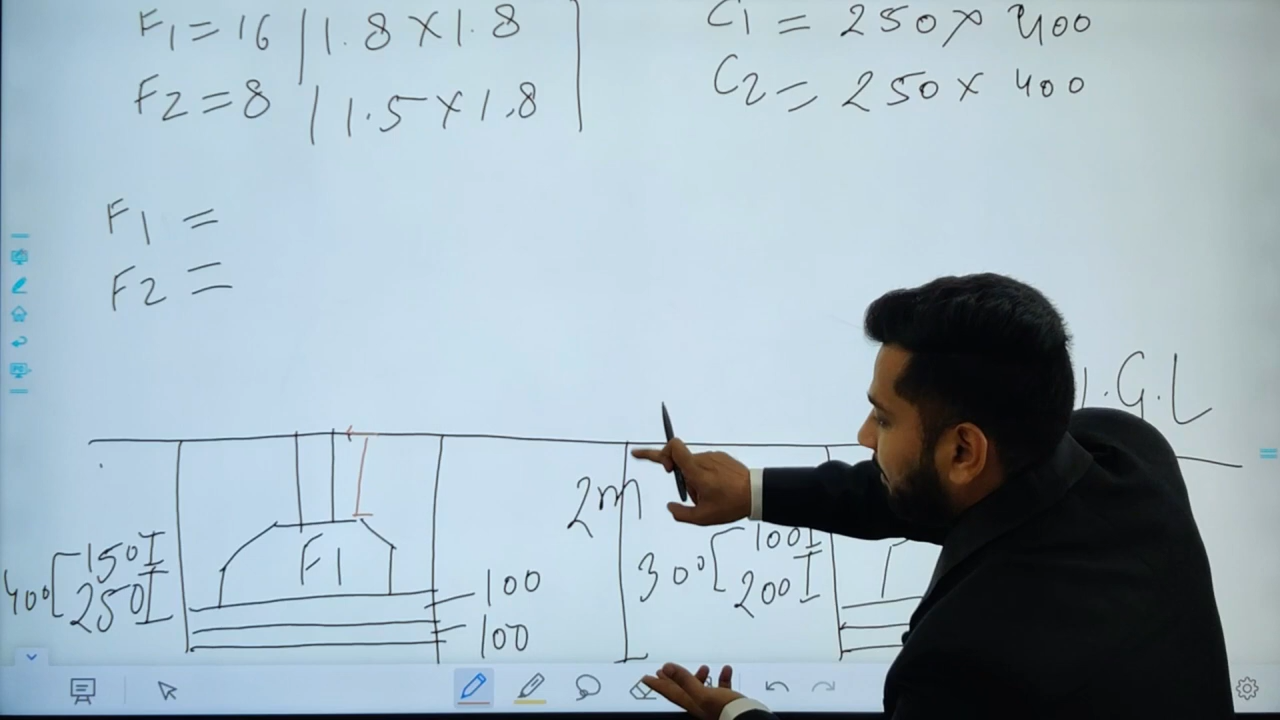 F1 = 16 | 1.8 × 1.8
F2 = 8 | 1.5 × 1.8
C1 = 250 × 400
C2 = 250 × 400
F1 =
F2 =
.G.L
2m
400
150
250
F1
100
100
300
100
200